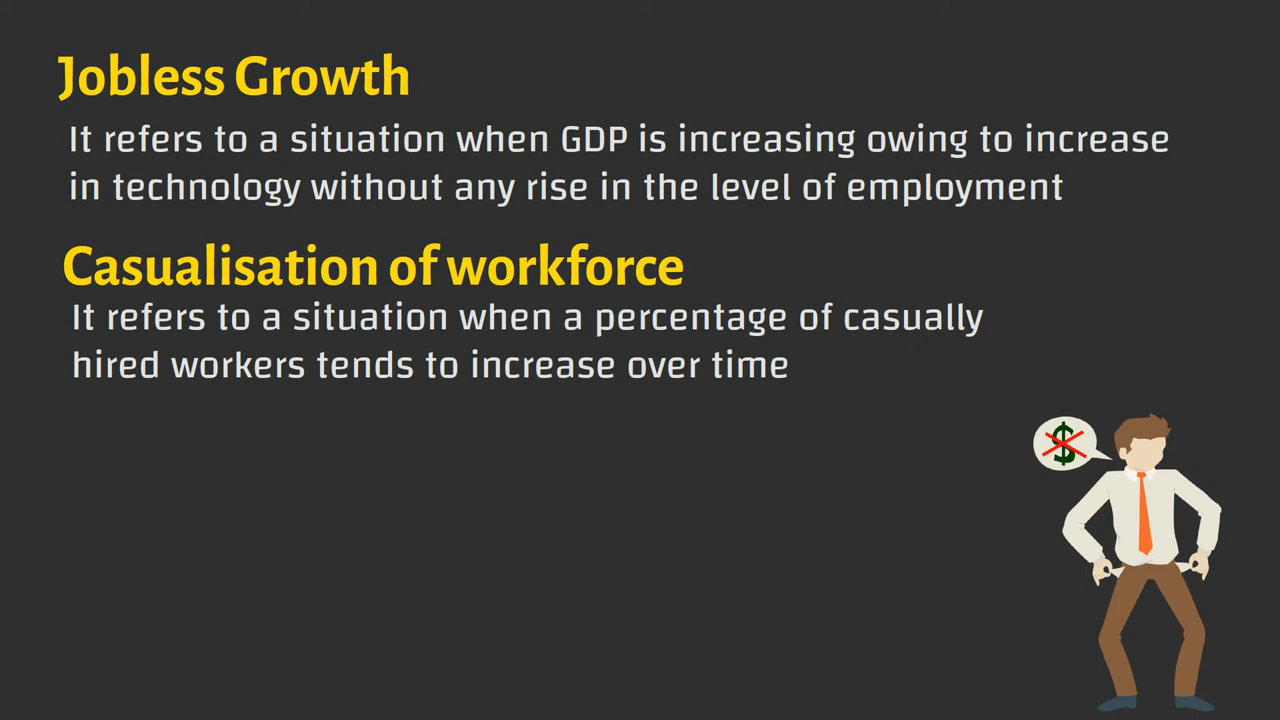 Jobless Growth
It refers to a situation when GDP is increasing owing to increase
in technology without any rise in the level of employment
Casualisation of workforce
It refers to a situation when a percentage of casually
hired workers tends to increase over time
$